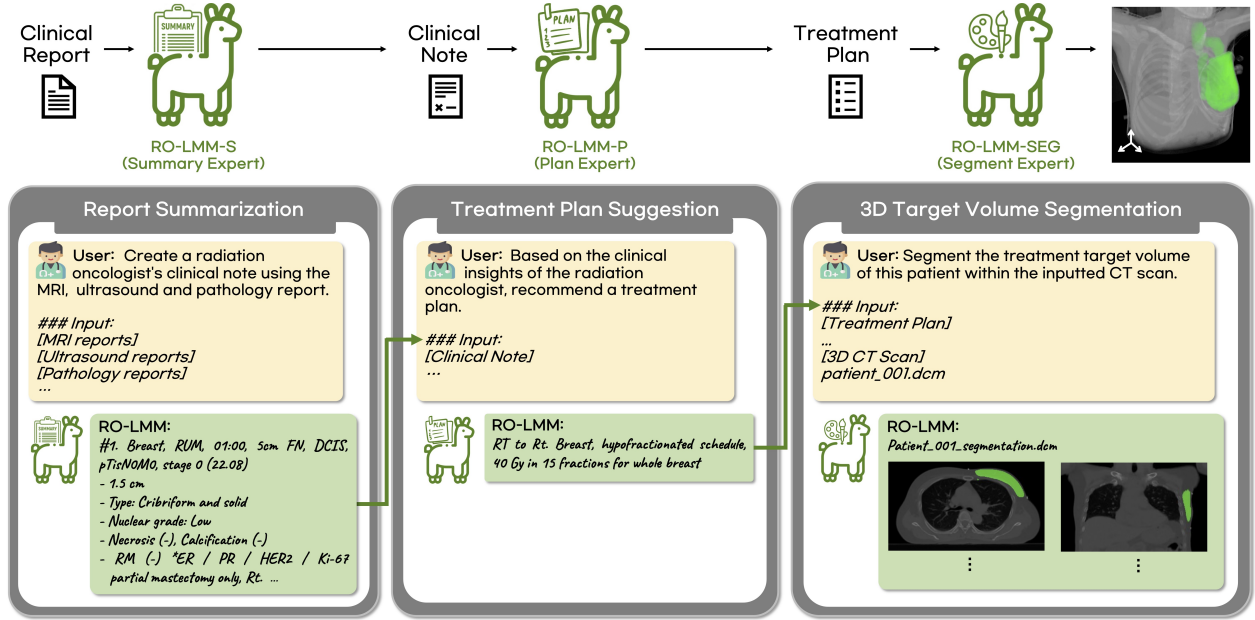 Clinical
Report
SUMMARY
RO-LMM-S
(Summary Expert)
Clinical
Note
PLAN
RO-LMM-P
(Plan Expert)
Treatment
Plan
RO-LMM-SEG
(Segment Expert)
Report Summarization
User: Create a radiation
oncologist's clinical note using the
MRI, ultrasound and pathology report.
### Input:
[MRI reports]
[Ultrasound reports]
[Pathology reports]
...
SUMMARY
RO-LMM:
#1. Breast, RUM, 01:00, 5cm FN, DCIS,
pTisN0M0, stage 0 (22.08)
- 1.5 cm
- Type: Cribriform and solid
- Nuclear grade: Low
- Necrosis (-), Calcification (-)
- RM (-) *ER / PR / HER2 / Ki-67
partial mastectomy only, Rt. ...
Treatment Plan Suggestion
User: Based on the clinical
insights of the radiation
oncologist, recommend a treatment
plan.
### Input:
[Clinical Note]
...
PLAN
RO-LMM:
RT to Rt. Breast, hypofractionated schedule,
40 Gy in 15 fractions for whole breast
3D Target Volume Segmentation
User: Segment the treatment target volume
of this patient within the inputted CT scan.
### Input:
[Treatment Plan]
...
[3D CT Scan]
patient_001.dcm
RO-LMM:
Patient_001_segmentation.dcm